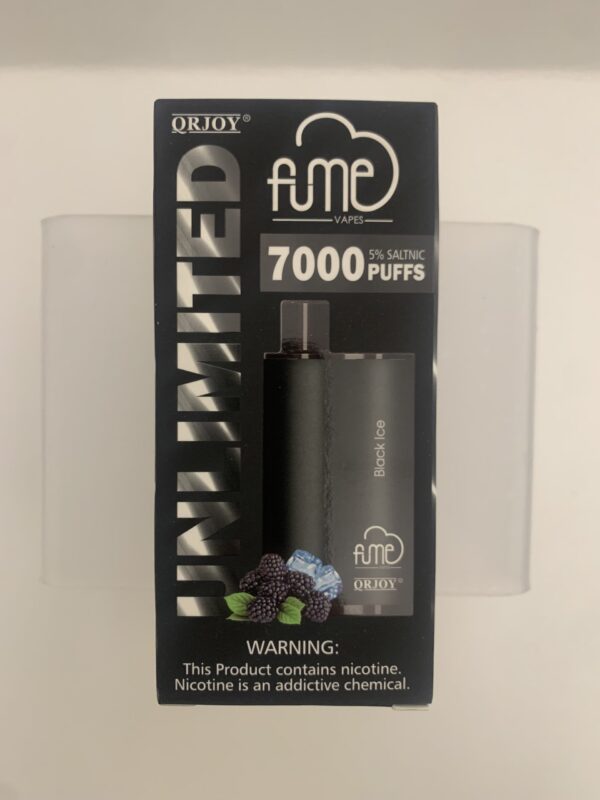 QRJOY®
UNLIMITED
fume
VAPES
7000 5% SALTNIC
PUFFS
Black Ice
fume
QRJOY®
WARNING:
This Product contains nicotine.
Nicotine is an addictive chemical.